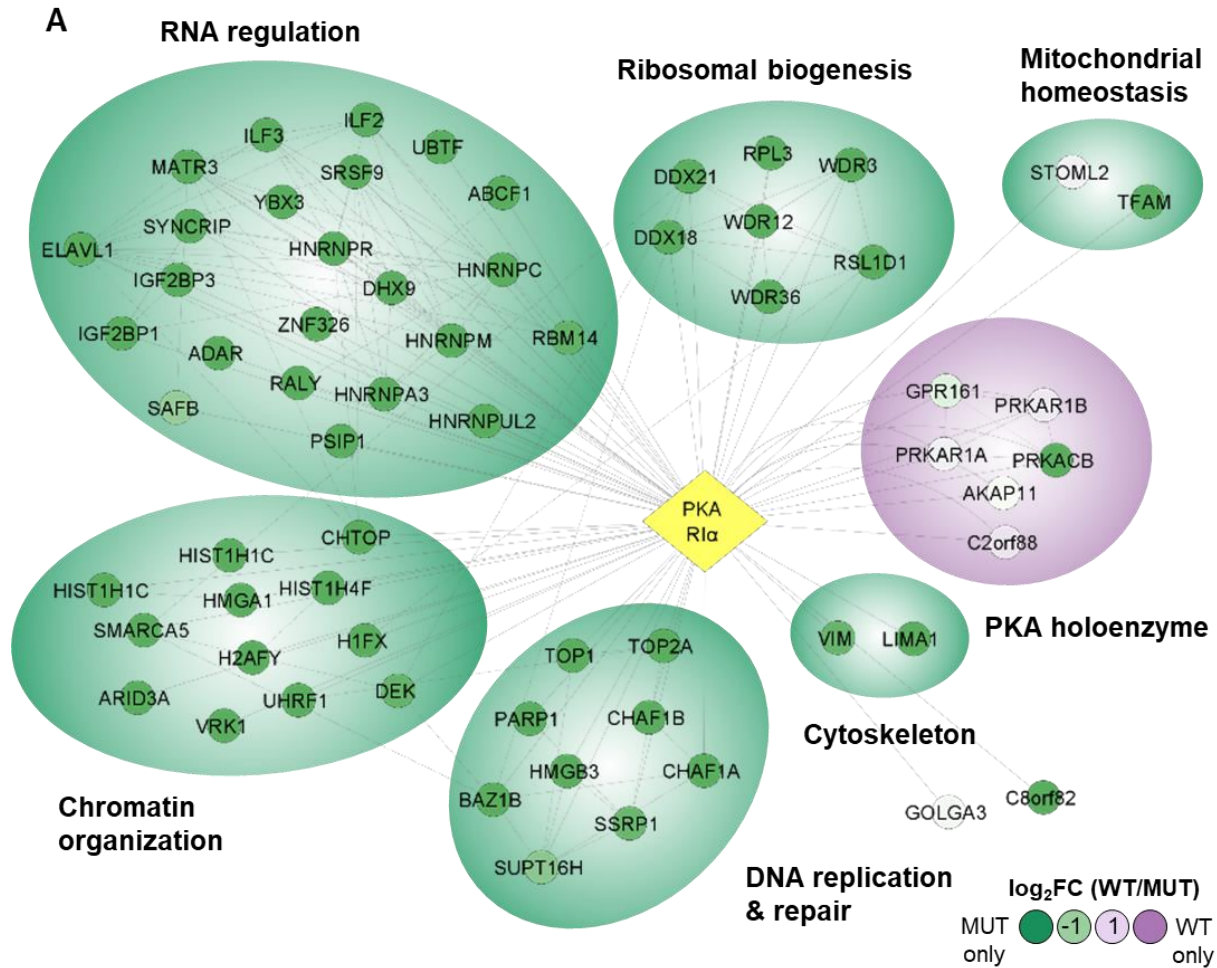 A
RNA regulation
ILF3
ILF2
UBTF
MATR3
SRSF9
ABCF1
YBX3
SYNCRIP
ELAVL1
HNRNPR
HNRNPC
IGF2BP3
DHX9
IGF2BP1
ZNF326
HNRNPM
RBM14
ADAR
RALY
HNRNPA3
SAFB
HNRNPUL2
PSIP1
Ribosomal biogenesis
RPL3
WDR3
DDX21
WDR12
DDX18
RSL1D1
WDR36
Mitochondrial
homeostasis
STOML2
TFAM
GPR161
PRKAR1B
PRKAR1A
PRKACB
AKAP11
C2orf88
PKA holoenzyme
PKA
RIα
CHTOP
HIST1H1C
HIST1H1C
HIST1H4F
HMGA1
SMARCA5
H1FX
H2AFY
ARID3A
UHRF1
DEK
VRK1
Chromatin
organization
TOP1
TOP2A
PARP1
CHAF1B
HMGB3
CHAF1A
BAZ1B
SSRP1
SUPT16H
DNA replication
& repair
VIM
LIMA1
Cytoskeleton
GOLGA3
C8orf82
log₂FC (WT/MUT)
MUT
only
-1
1
WT
only